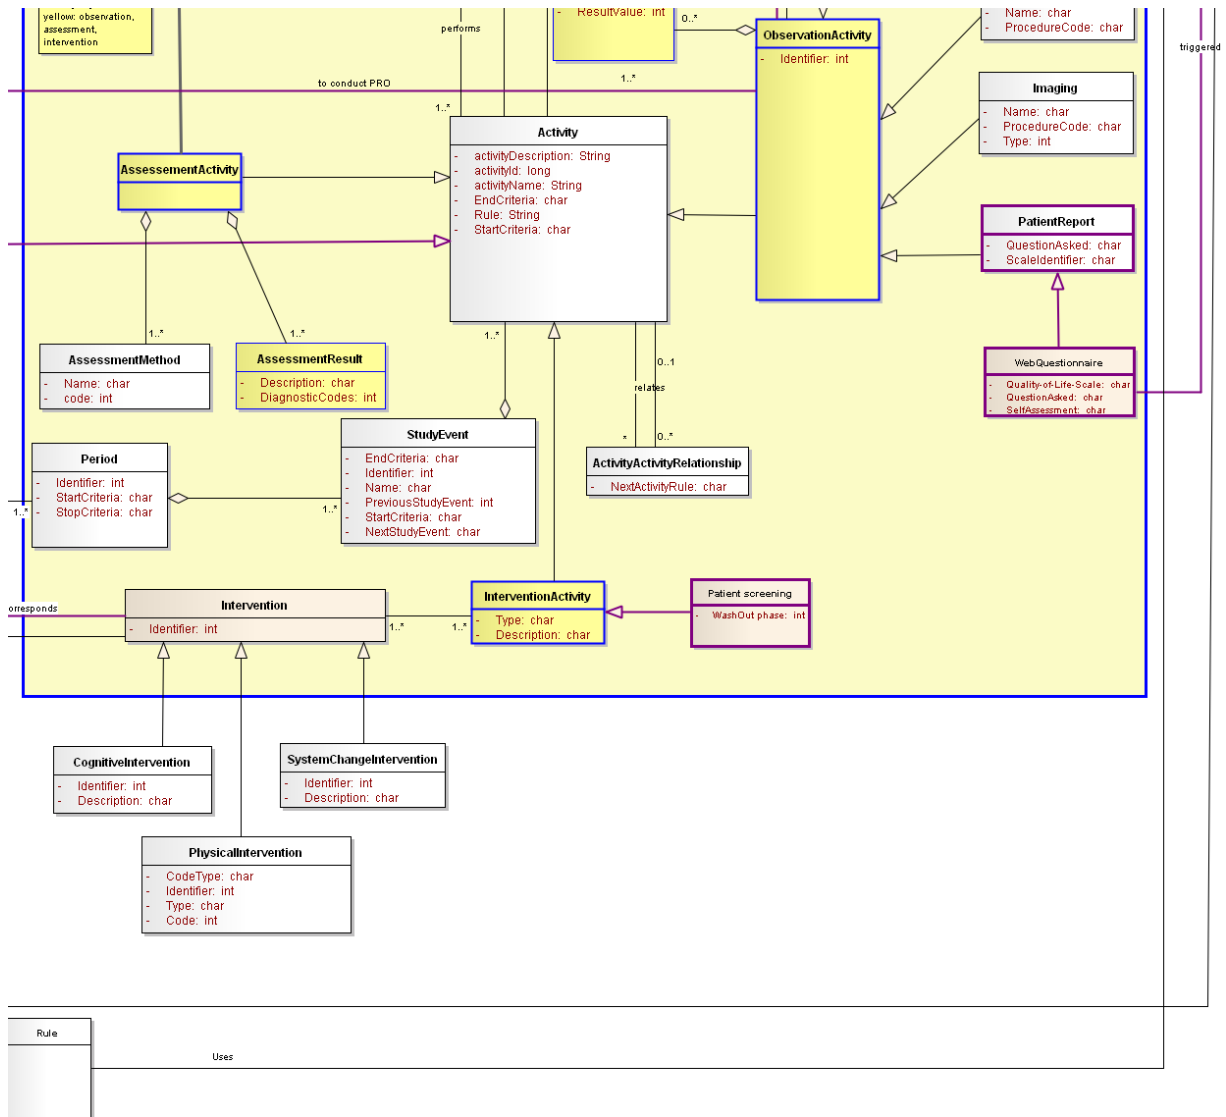 yellow: observation,
assessment,
intervention
performs
- ResultValue: int
0..*
ObservationActivity
- Identifier: int
- Name: char
- ProcedureCode: char
triggered
to conduct PRO
1..*
1..*
Imaging
- Name: char
- ProcedureCode: char
- Type: int
Activity
- activityDescription: String
- activityId: long
- activityName: String
- EndCriteria: char
- Rule: String
- StartCriteria: char
AssessementActivity
PatientReport
- QuestionAsked: char
- ScaleIdentifier: char
1..*
1..*
1..*
0..1
AssessmentMethod
- Name: char
- code: int
AssessmentResult
- Description: char
- DiagnosticCodes: int
relates
WebQuestionnaire
- Quality-of-Life-Scale: char
- QuestionAsked: char
- SelfAssessment: char
*
0..*
StudyEvent
- EndCriteria: char
- Identifier: int
- Name: char
- PreviousStudyEvent: int
- StartCriteria: char
- NextStudyEvent: char
ActivityActivityRelationship
- NextActivityRule: char
Period
- Identifier: int
- StartCriteria: char
- StopCriteria: char
1..*
1..*
orresponds
Intervention
- Identifier: int
1..*
1..*
InterventionActivity
- Type: char
- Description: char
Patient screening
- WashOut phase: int
CognitiveIntervention
- Identifier: int
- Description: char
SystemChangeIntervention
- Identifier: int
- Description: char
PhysicalIntervention
- CodeType: char
- Identifier: int
- Type: char
- Code: int
Rule
Uses